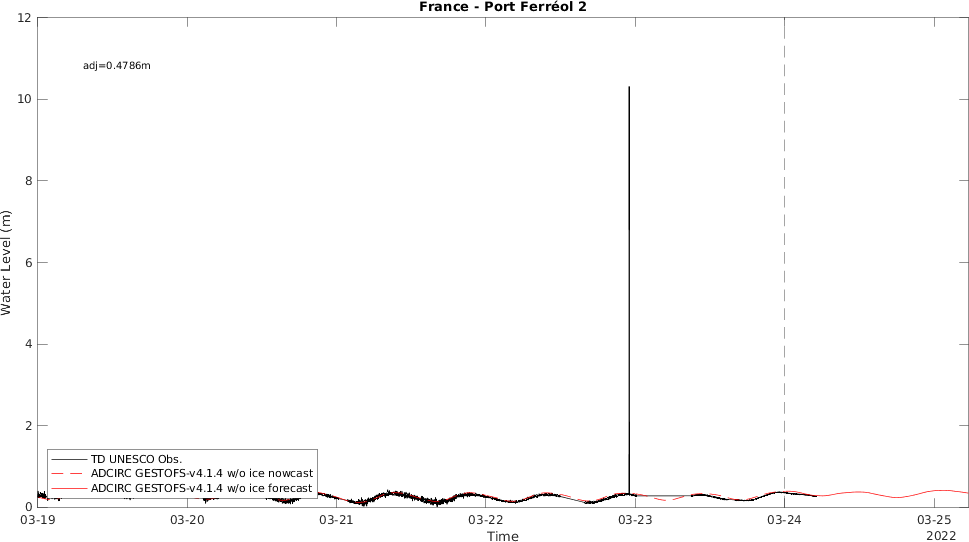 France - Port Ferréol 2
12
10
8
6
4
2
0
Water Level (m)
adj=0.4786m
TD UNESCO Obs.
ADCIRC GESTOFS-v4.1.4 w/o ice nowcast
ADCIRC GESTOFS-v4.1.4 w/o ice forecast
03-19 03-20 03-21 03-22 03-23 03-24 03-25
Time
2022